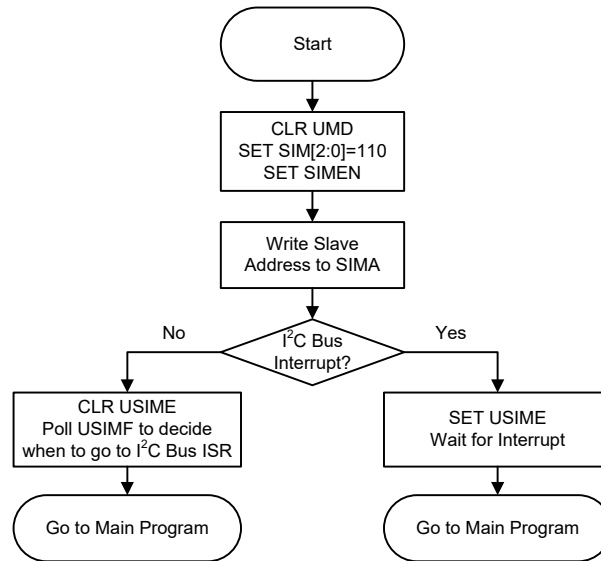 Start
CLR UMD
SET SIM[2:0]=110
SET SIMEN
Write Slave
Address to SIMA
No
I²C Bus
Interrupt?
Yes
CLR USIME
Poll USIMF to decide
when to go to I²C Bus ISR
SET USIME
Wait for Interrupt
Go to Main Program
Go to Main Program